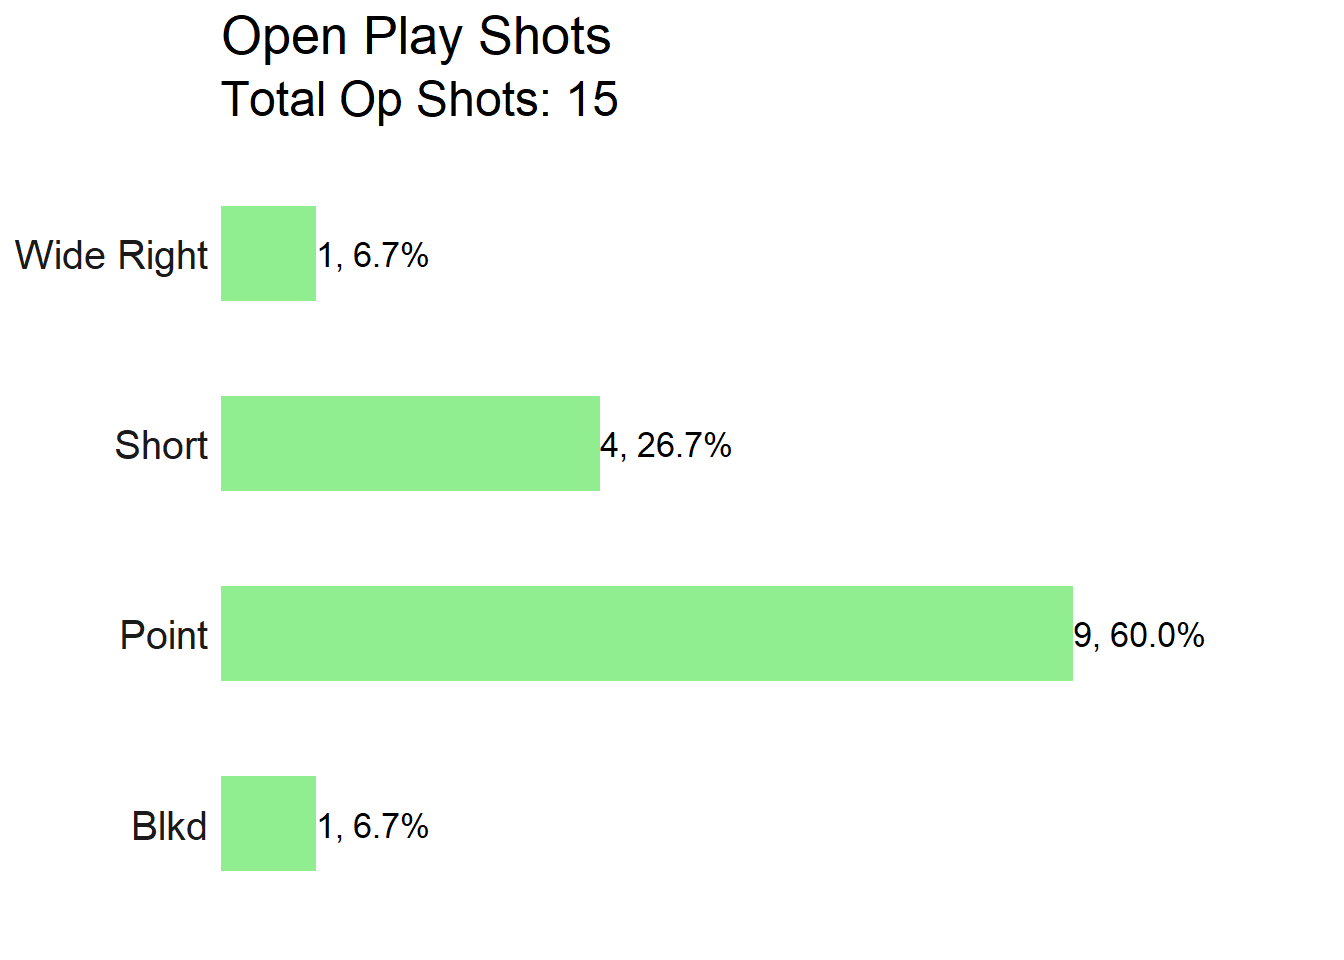 Open Play Shots
Total Op Shots: 15
Wide Right 1, 6.7%
Short 4, 26.7%
Point 9, 60.0%
Blkd 1, 6.7%